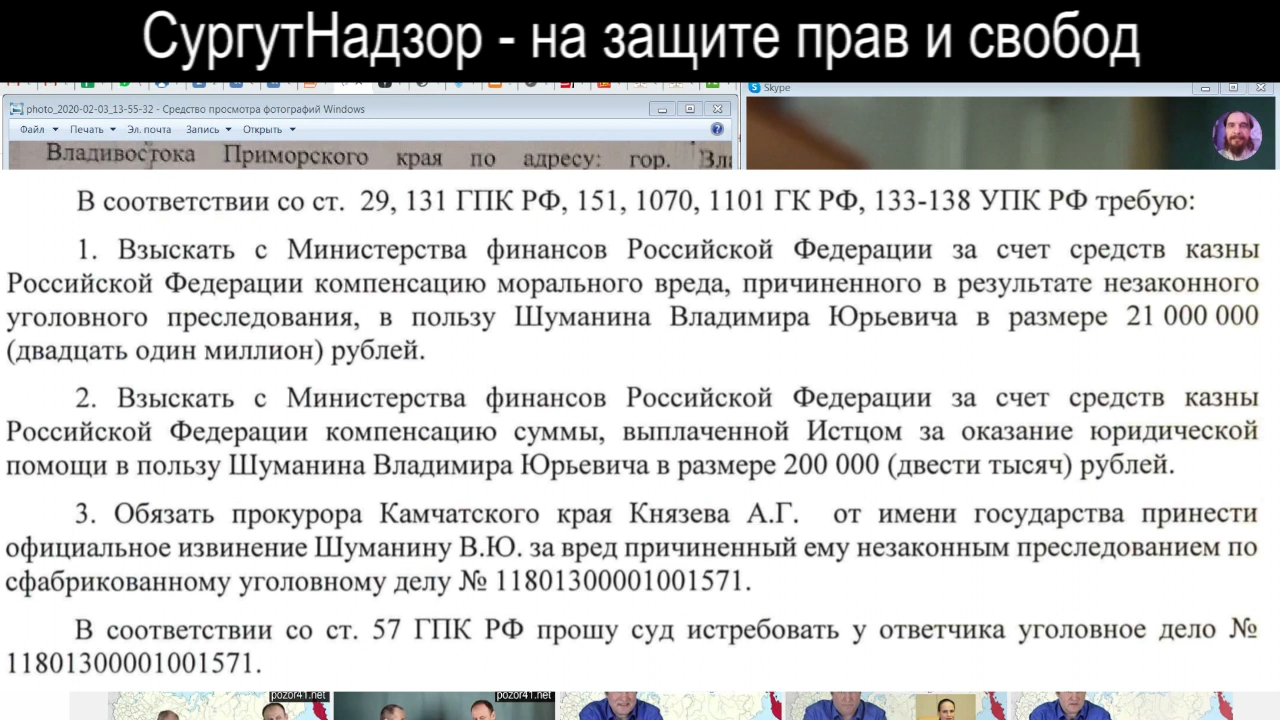 СургутНадзор - на защите прав и свобод
photo_2020-02-03_13-55-32 - Средство просмотра фотографий Windows
Skype
Файл Печать Эл. почта Запись Открыть
Владивостока Приморского края по адресу: гор.
В соответствии со ст. 29, 131 ГПК РФ, 151, 1070, 1101 ГК РФ, 133-138 УПК РФ требую:
1. Взыскать с Министерства финансов Российской Федерации за счет средств казны
Российской Федерации компенсацию морального вреда, причиненного в результате незаконного
уголовного преследования, в пользу Шуманина Владимира Юрьевича в размере 21 000 000
(двадцать один миллион) рублей.
2. Взыскать с Министерства финансов Российской Федерации за счет средств казны
Российской Федерации компенсацию суммы, выплаченной Истцом за оказание юридической
помощи в пользу Шуманина Владимира Юрьевича в размере 200 000 (двести тысяч) рублей.
3. Обязать прокурора Камчатского края Князева А.Г. от имени государства принести
официальное извинение Шуманину В.Ю. за вред причиненный ему незаконным преследованием по
сфабрикованному уголовному делу № 11801300001001571.
В соответствии со ст. 57 ГПК РФ прошу суд истребовать у ответчика уголовное дело №
11801300001001571.
pozor41.net
pozor41.net